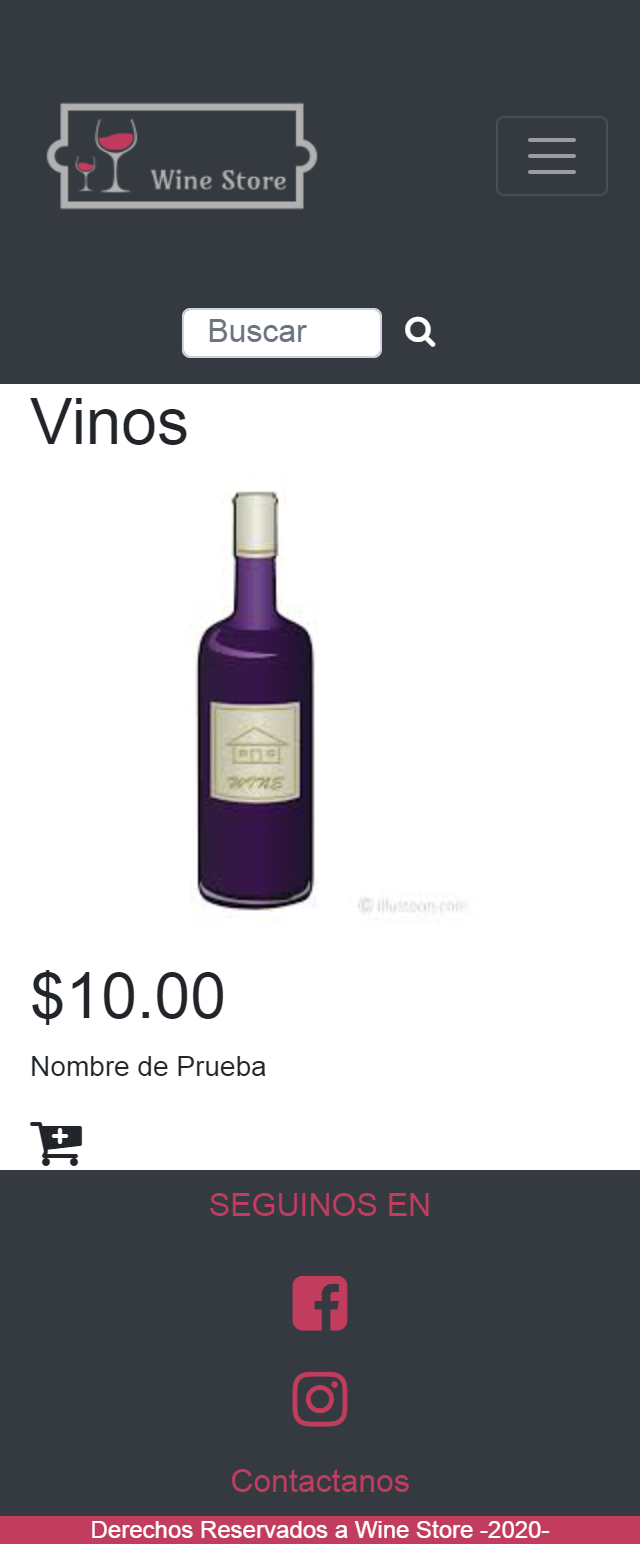 Wine Store
Buscar
Vinos
WINE
© illustoon.com
$10.00
Nombre de Prueba
SEGUINOS EN
Contactanos
Derechos Reservados a Wine Store -2020-